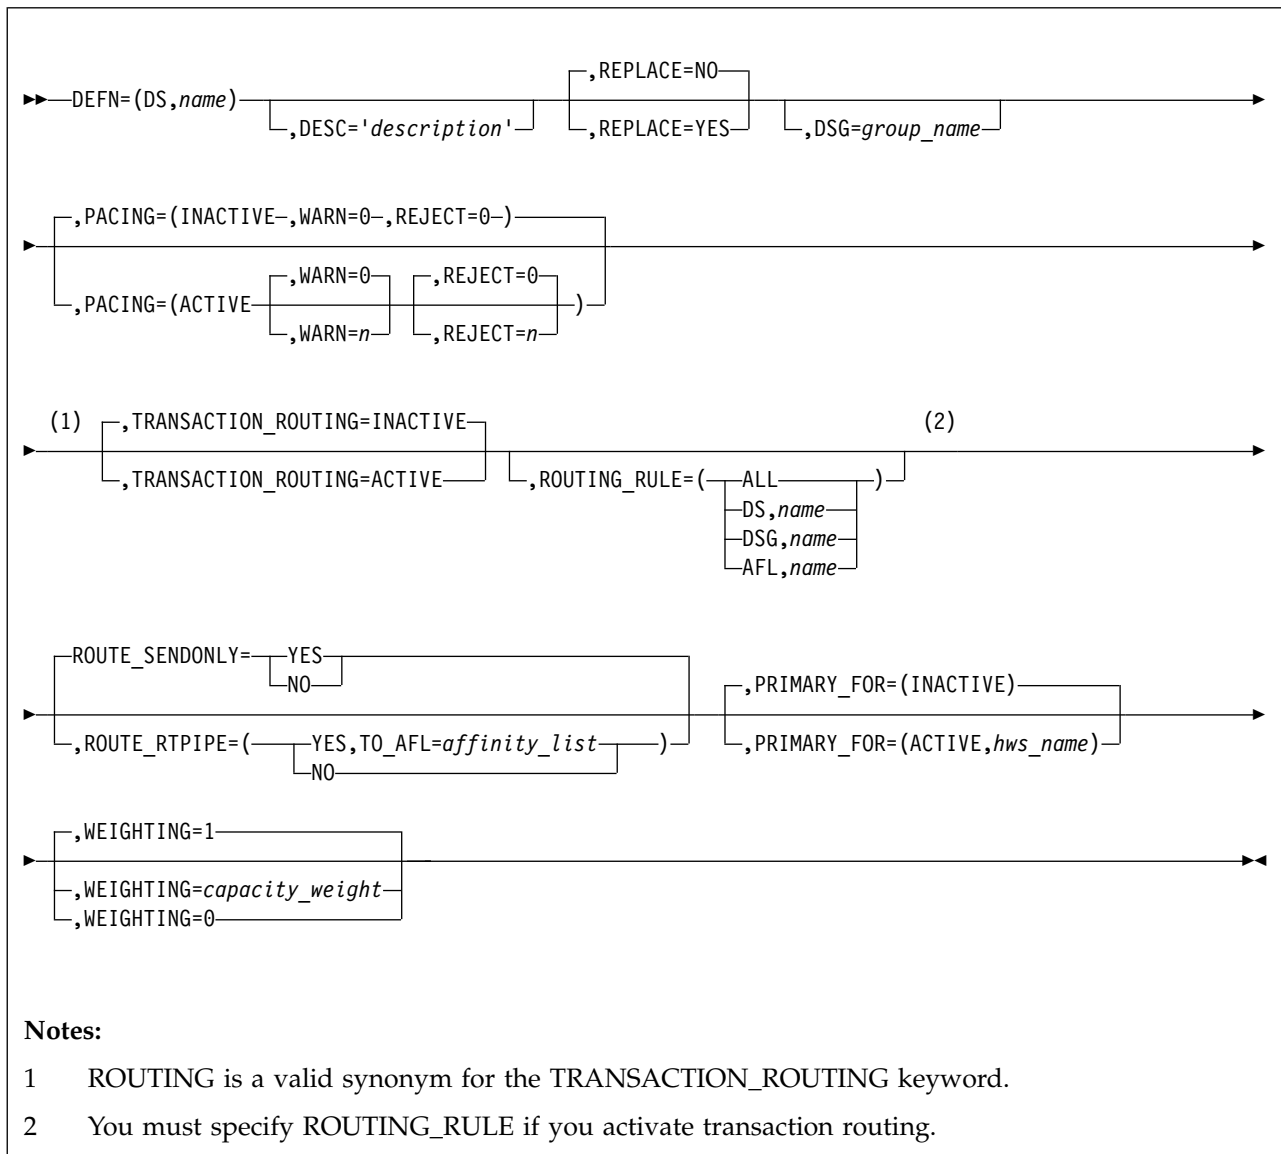 ,REPLACE=NO
DEFN=(DS,name)
,DESC='description'
,REPLACE=YES
,DSG=group_name
,PACING=(INACTIVE ,WARN=0 ,REJECT=0 )
,WARN=0 ,REJECT=0
,PACING=(ACTIVE )
,WARN=n ,REJECT=n
(1) ,TRANSACTION_ROUTING=INACTIVE (2)
,TRANSACTION_ROUTING=ACTIVE
,ROUTING_RULE=( ALL )
DS,name
DSG,name
AFL,name
ROUTE_SENDONLY= YES
NO
,PRIMARY_FOR=(INACTIVE)
,ROUTE_RTPIPE=( YES,TO_AFL=affinity_list )
NO
,PRIMARY_FOR=(ACTIVE,hws_name)
,WEIGHTING=1
,WEIGHTING=capacity_weight
,WEIGHTING=0
Notes:
1 ROUTING is a valid synonym for the TRANSACTION_ROUTING keyword.
2 You must specify ROUTING_RULE if you activate transaction routing.